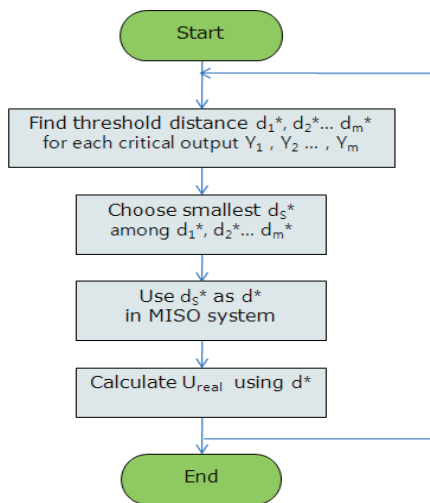 Start
Find threshold distance d₁*, d₂*... dₘ*
for each critical output Y₁ , Y₂ ... , Yₘ
Choose smallest dₛ*
among d₁*, d₂*... dₘ*
Use dₛ* as d*
in MISO system
Calculate U_real using d*
End